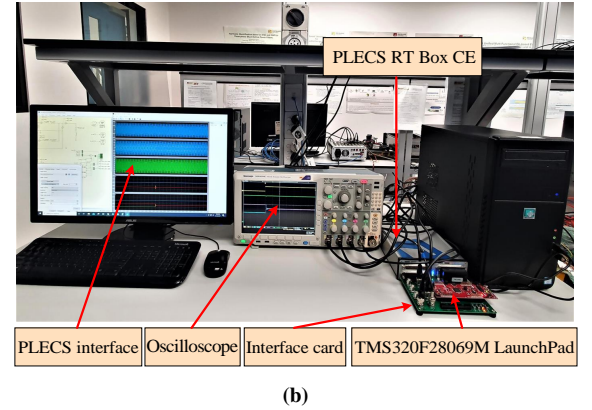 PLECS RT Box CE
PLECS interface
Oscilloscope
Interface card
TMS320F28069M LaunchPad
(b)